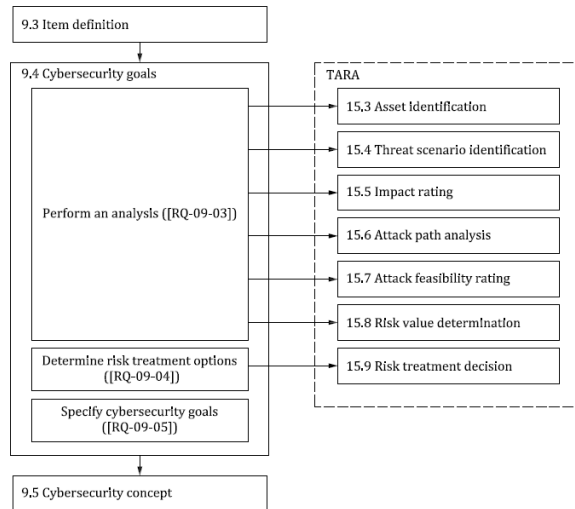 9.3 Item definition
9.4 Cybersecurity goals
TARA
Perform an analysis ([RQ-09-03])
15.3 Asset identification
15.4 Threat scenario identification
15.5 Impact rating
15.6 Attack path analysis
15.7 Attack feasibility rating
15.8 Risk value determination
Determine risk treatment options
([RQ-09-04])
15.9 Risk treatment decision
Specify cybersecurity goals
([RQ-09-05])
9.5 Cybersecurity concept